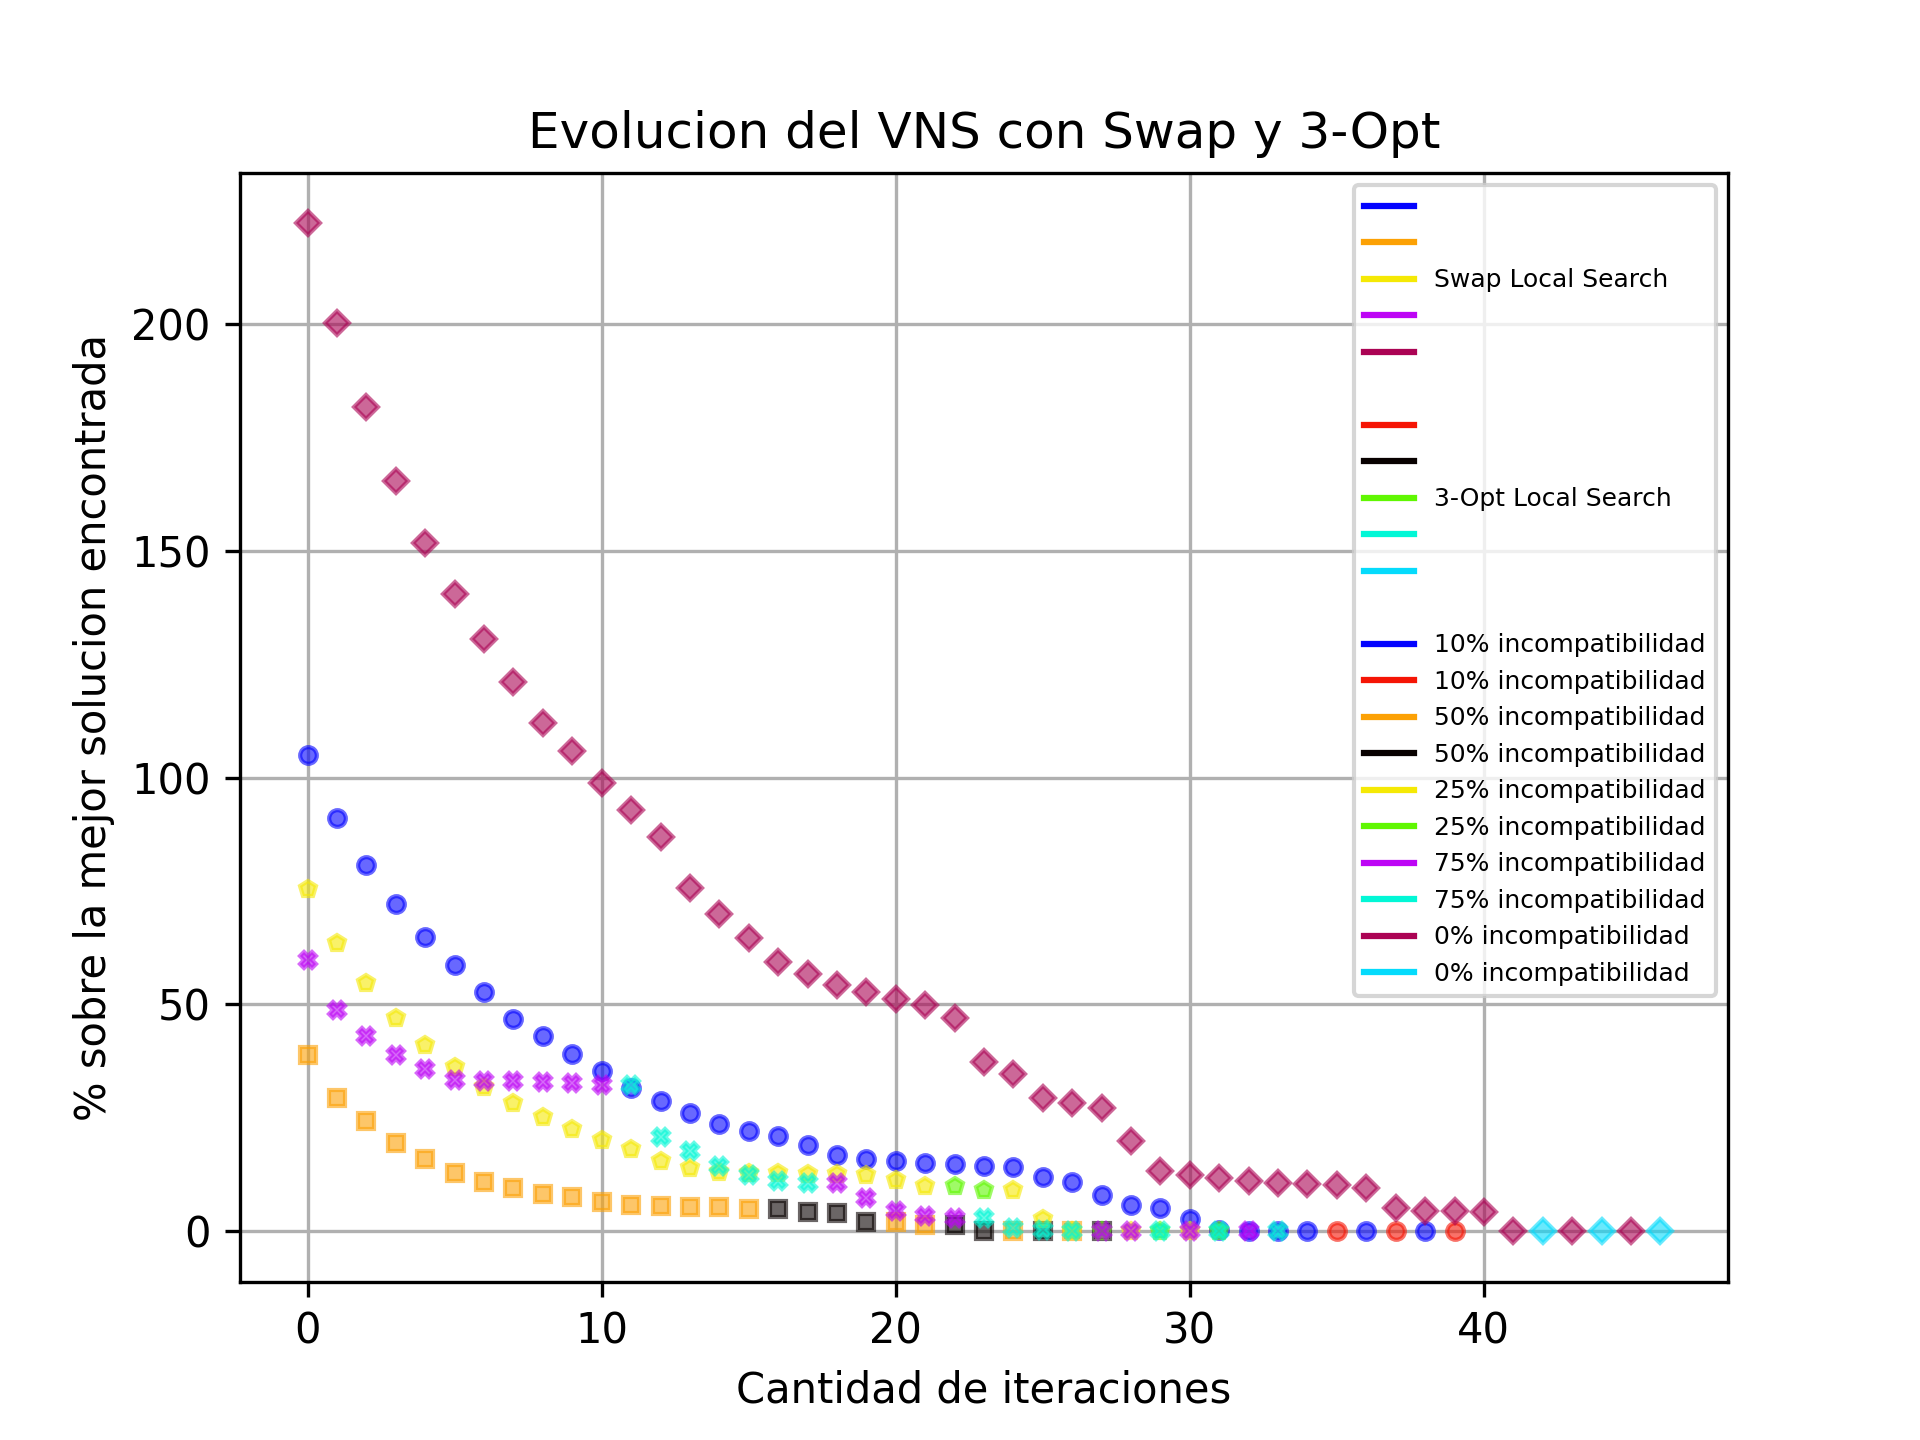 Evolucion del VNS con Swap y 3-Opt
% sobre la mejor solucion encontrada
200
150
100
50
0
Swap Local Search
3-Opt Local Search
10% incompatibilidad
10% incompatibilidad
50% incompatibilidad
50% incompatibilidad
25% incompatibilidad
25% incompatibilidad
75% incompatibilidad
75% incompatibilidad
0% incompatibilidad
0% incompatibilidad
0 10 20 30 40
Cantidad de iteraciones